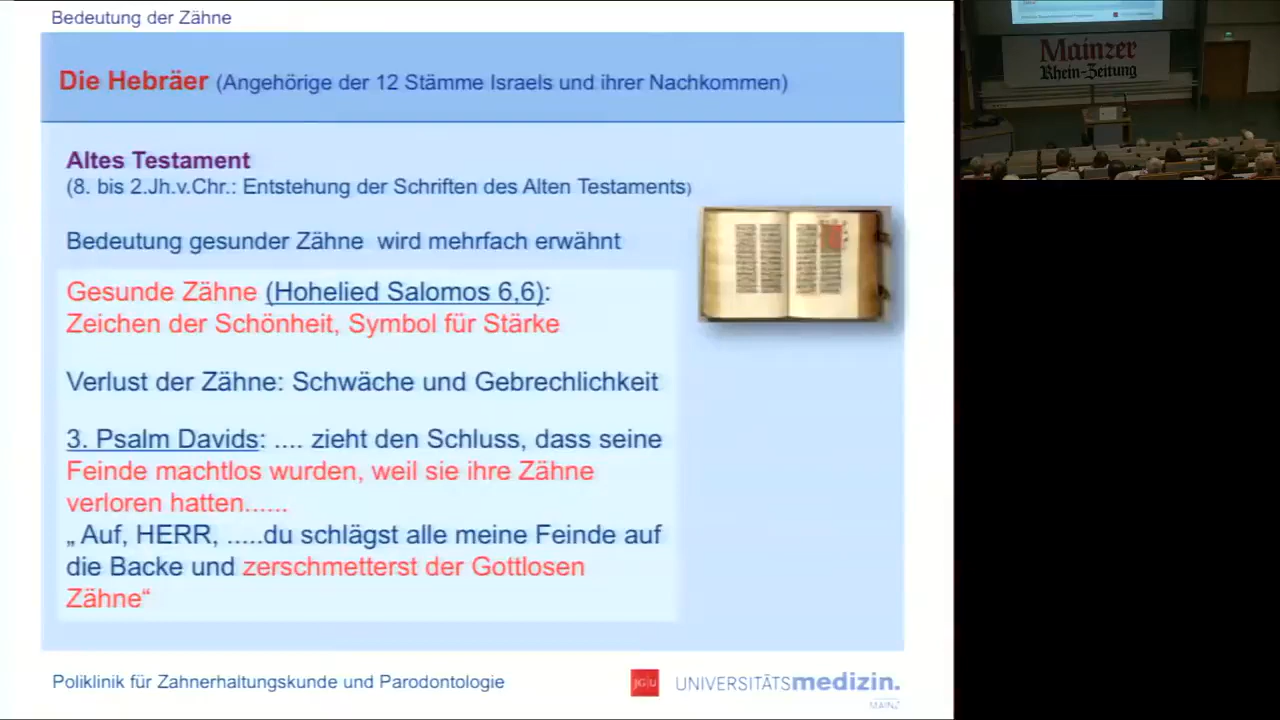 Bedeutung der Zähne
Die Hebräer (Angehörige der 12 Stämme Israels und ihrer Nachkommen)
Altes Testament
(8. bis 2.Jh.v.Chr.: Entstehung der Schriften des Alten Testaments)
Bedeutung gesunder Zähne wird mehrfach erwähnt
Gesunde Zähne (Hohelied Salomos 6,6):
Zeichen der Schönheit, Symbol für Stärke
Verlust der Zähne: Schwäche und Gebrechlichkeit
3. Psalm Davids: .... zieht den Schluss, dass seine
Feinde machtlos wurden, weil sie ihre Zähne
verloren hatten......
„ Auf, HERR, .....du schlägst alle meine Feinde auf
die Backe und zerschmetterst der Gottlosen
Zähne“
Poliklinik für Zahnerhaltungskunde und Parodontologie
JG|U UNIVERSITÄTSmedizin.
MAINZ
Mainzer
Rhein-Zeitung